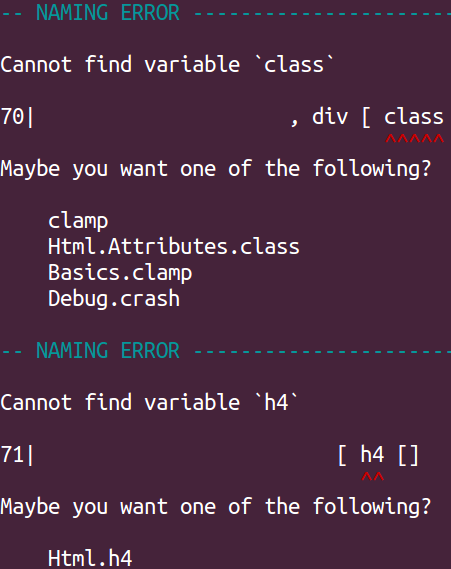 -- NAMING ERROR ----------------------
Cannot find variable `class`
70|                      , div [ class
^^^^^
Maybe you want one of the following?
    clamp
    Html.Attributes.class
    Basics.clamp
    Debug.crash
-- NAMING ERROR ----------------------
Cannot find variable `h4`
71|                          [ h4 []
^^
Maybe you want one of the following?
    Html.h4